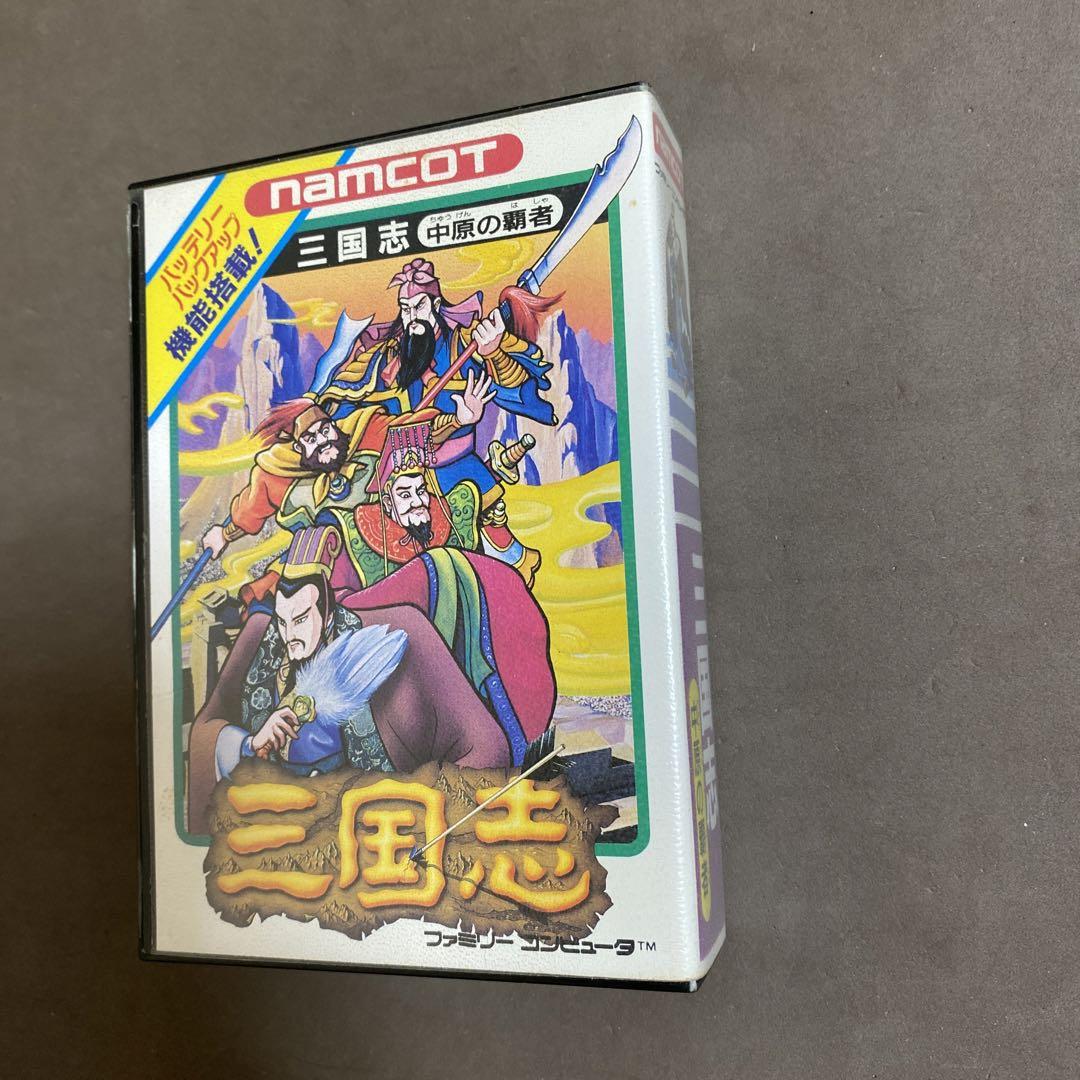 namcot
バッテリー
バックアップ
機能搭載!
三国志
ちゅうげん はしゃ
中原の覇者
三国志
ファミリー コンピュータ™
namcot